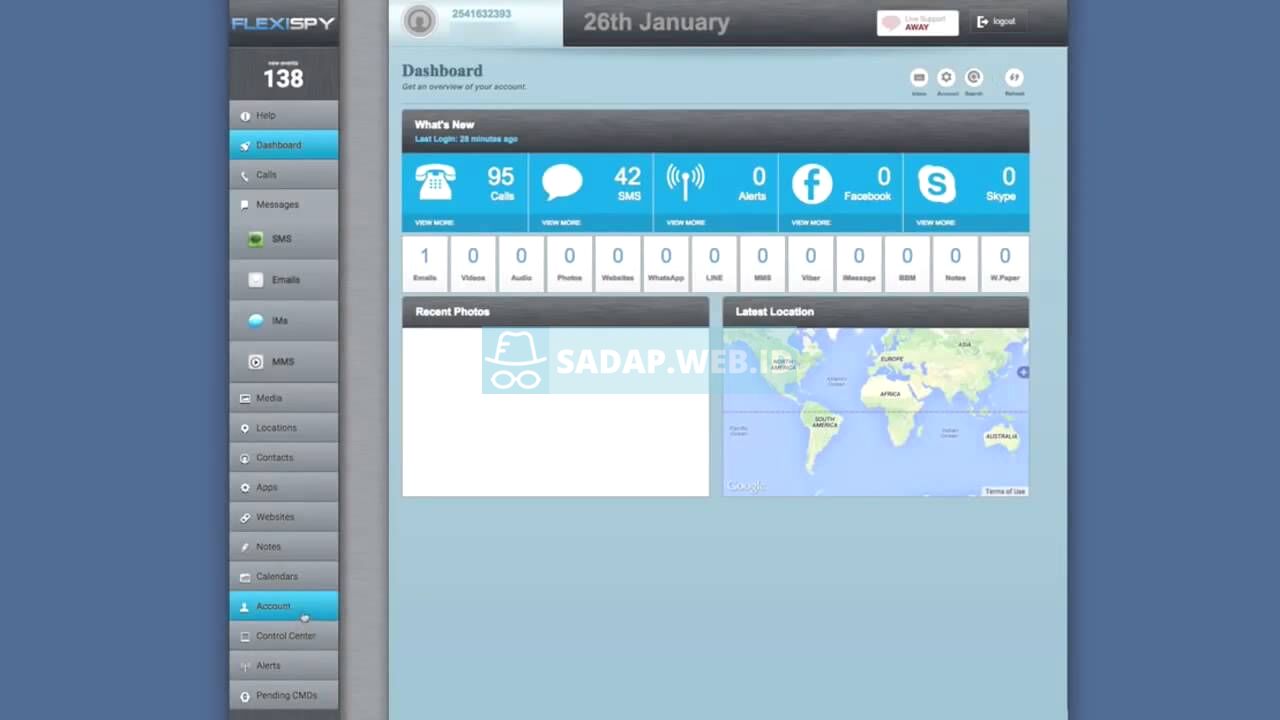 FLEXISPY
new events
138
Help
Dashboard
Calls
Messages
SMS
Emails
IMs
MMS
Media
Locations
Contacts
Apps
Websites
Notes
Calendars
Account
Control Center
Alerts
Pending CMDs
2541632393
26th January
Live Support
AWAY
logout
Dashboard
Get an overview of your account.
Inbox
Account
Search
Reload
What's New
Last Login: 28 minutes ago
95
Calls
VIEW MORE
42
SMS
VIEW MORE
0
Alerts
VIEW MORE
0
Facebook
VIEW MORE
0
Skype
VIEW MORE
1 0 0 0 0 0 0 0 0 0 0 0 0
Emails Videos Audio Photos Websites WhatsApp LINE MMS Viber iMessage BBM Notes W.Paper
Recent Photos
Latest Location
SADAP.WEB.ID
NORTH
AMERICA
EUROPE
ASIA
Atlantic
Ocean
AFRICA
SOUTH
AMERICA
Pacific
Ocean
Indian
Ocean
AUSTRALIA
Google
Terms of Use